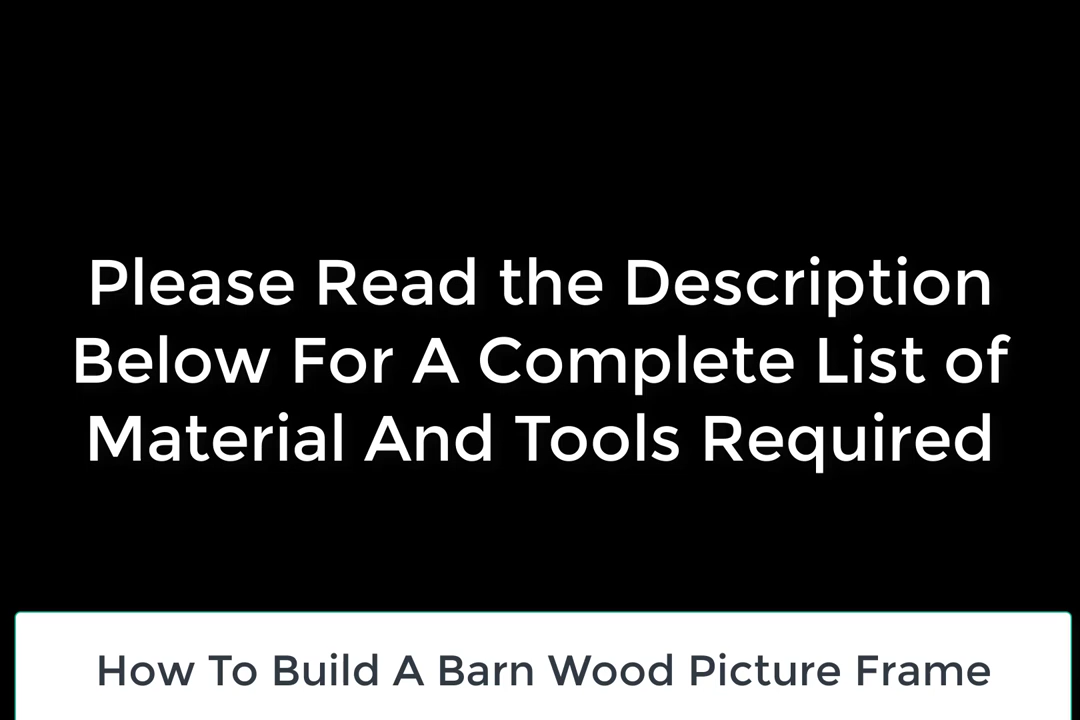 Please Read the Description
Below For A Complete List of
Material And Tools Required
How To Build A Barn Wood Picture Frame